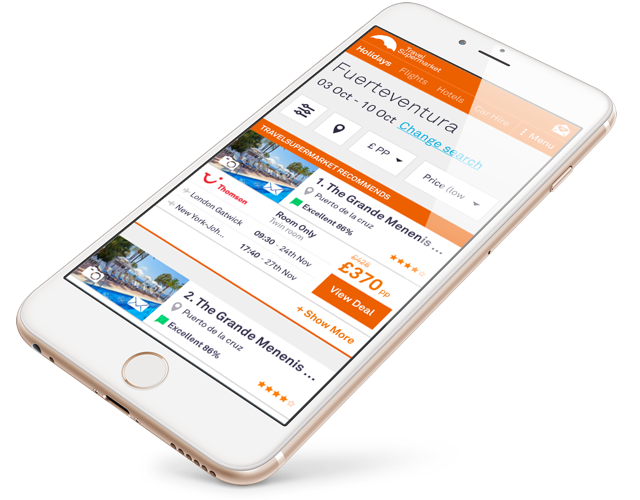 Travel
Supermarket
Holidays
Flights
Hotels
Car Hire
Menu
Fuerteventura
03 Oct - 10 Oct Change search
£ PP
Price (low
TRAVELSUPERMARKET RECOMMENDS
1. The Grande Menenis ...
Puerto de la cruz
Excellent 86%
Thomson
Room Only
Twin room
London Gatwick
09:30 · 24th Nov
New York-Joh...
17:40 · 27th Nov
£370pp
View Deal
+ Show More
2. The Grande Menenis ...
Puerto de la cruz
Excellent 86%